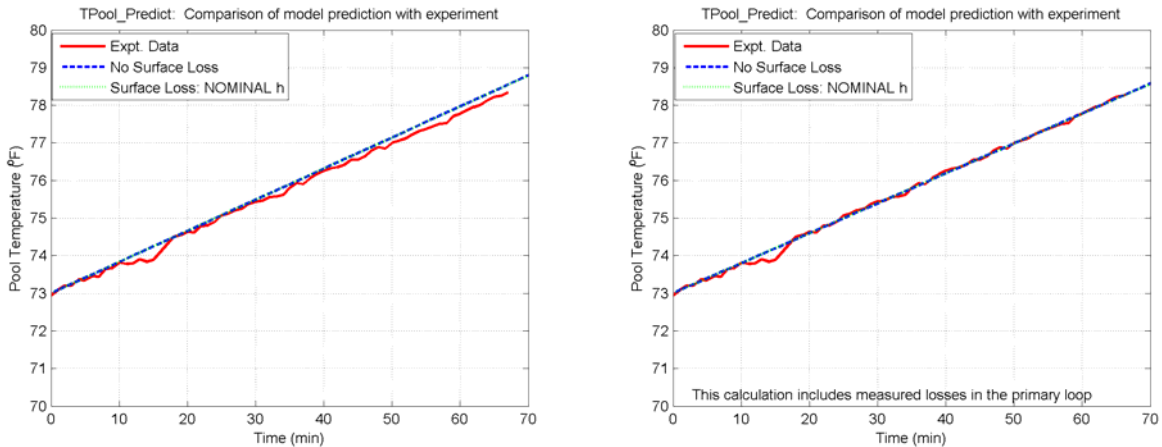 TPool_Predict: Comparison of model prediction with experiment
80
79
78
77
76
75
74
73
72
71
70
Pool Temperature (ºF)
Expt. Data
No Surface Loss
Surface Loss: NOMINAL h
0 10 20 30 40 50 60 70
Time (min)
TPool_Predict: Comparison of model prediction with experiment
80
79
78
77
76
75
74
73
72
71
70
Pool Temperature (ºF)
Expt. Data
No Surface Loss
Surface Loss: NOMINAL h
This calculation includes measured losses in the primary loop
0 10 20 30 40 50 60 70
Time (min)